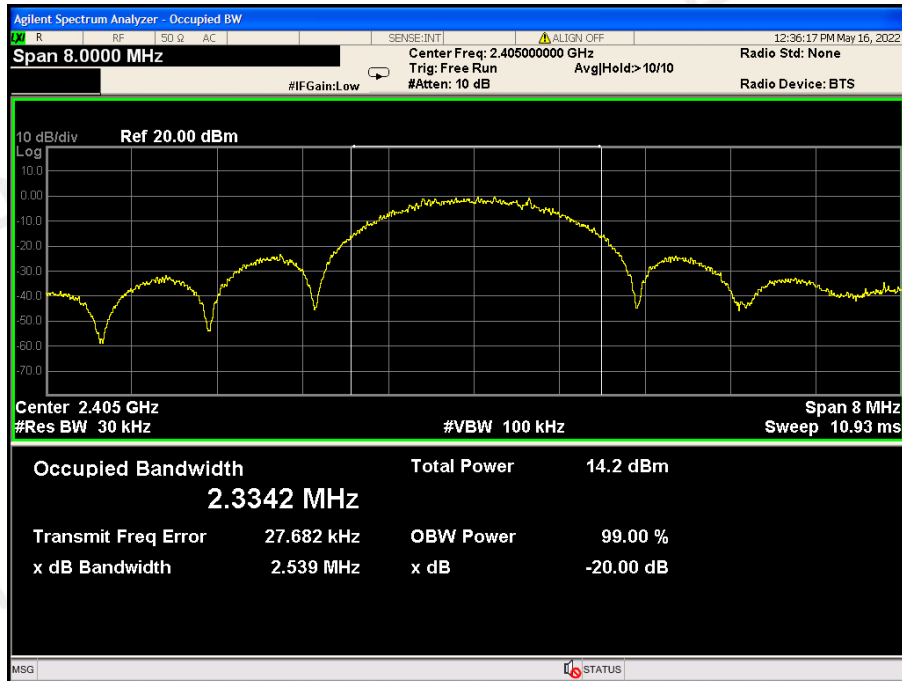 Agilent Spectrum Analyzer - Occupied BW
LXI R RF 50 Ω AC SENSE:INT ALIGN OFF 12:36:17 PM May 16, 2022
Span 8.0000 MHz Center Freq: 2.405000000 GHz Radio Std: None
Trig: Free Run Avg|Hold:>10/10
#IFGain:Low #Atten: 10 dB Radio Device: BTS
10 dB/div Ref 20.00 dBm
Log
10.0
0.00
-10.0
-20.0
-30.0
-40.0
-50.0
-60.0
-70.0
Center 2.405 GHz Span 8 MHz
#Res BW 30 kHz #VBW 100 kHz Sweep 10.93 ms
Occupied Bandwidth Total Power 14.2 dBm
2.3342 MHz
Transmit Freq Error 27.682 kHz OBW Power 99.00 %
x dB Bandwidth 2.539 MHz x dB -20.00 dB
MSG STATUS